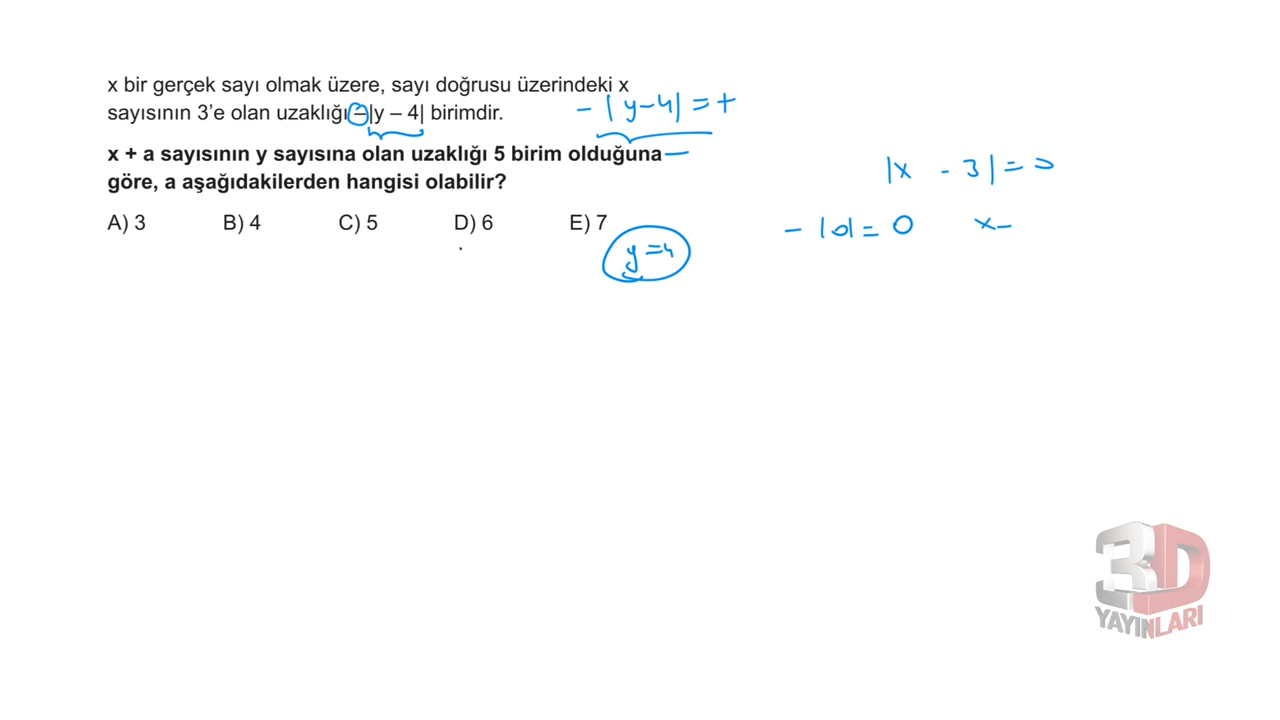 x bir gerçek sayı olmak üzere, sayı doğrusu üzerindeki x
sayısının 3'e olan uzaklığı –|y – 4| birimdir.
x + a sayısının y sayısına olan uzaklığı 5 birim olduğuna
göre, a aşağıdakilerden hangisi olabilir?
A) 3 B) 4 C) 5 D) 6 E) 7
- |y-4| = +
-
|x - 3| = 0
- |0| = 0 x-
y=4
3D
YAYINLARI